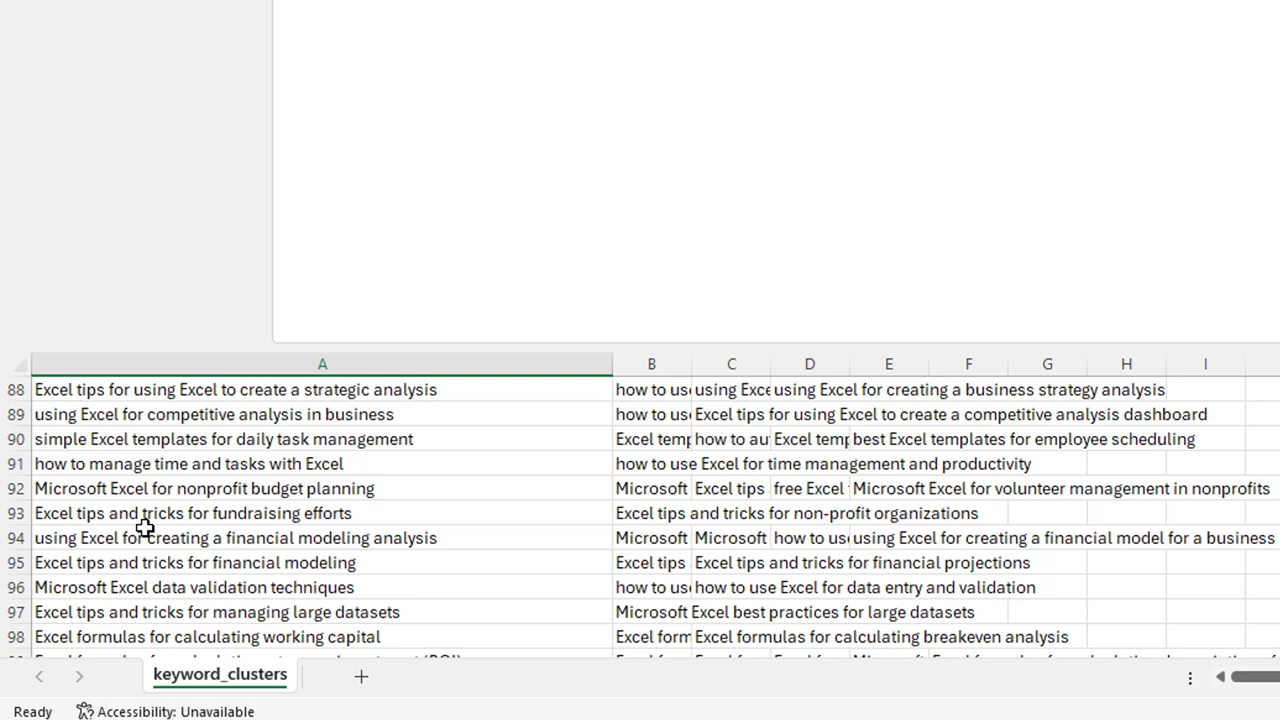 A B C D E F G H I
88 Excel tips for using Excel to create a strategic analysis how to use using Exce using Excel for creating a business strategy analysis
89 using Excel for competitive analysis in business how to use Excel tips for using Excel to create a competitive analysis dashboard
90 simple Excel templates for daily task management Excel temp how to au Excel temp best Excel templates for employee scheduling
91 how to manage time and tasks with Excel how to use Excel for time management and productivity
92 Microsoft Excel for nonprofit budget planning Microsoft Excel tips free Excel Microsoft Excel for volunteer management in nonprofits
93 Excel tips and tricks for fundraising efforts Excel tips and tricks for non-profit organizations
94 using Excel for creating a financial modeling analysis Microsoft Microsoft how to use using Excel for creating a financial model for a business
95 Excel tips and tricks for financial modeling Excel tips Excel tips and tricks for financial projections
96 Microsoft Excel data validation techniques how to use how to use Excel for data entry and validation
97 Excel tips and tricks for managing large datasets Microsoft Excel best practices for large datasets
98 Excel formulas for calculating working capital Excel form Excel formulas for calculating breakeven analysis
keyword_clusters
Ready Accessibility: Unavailable